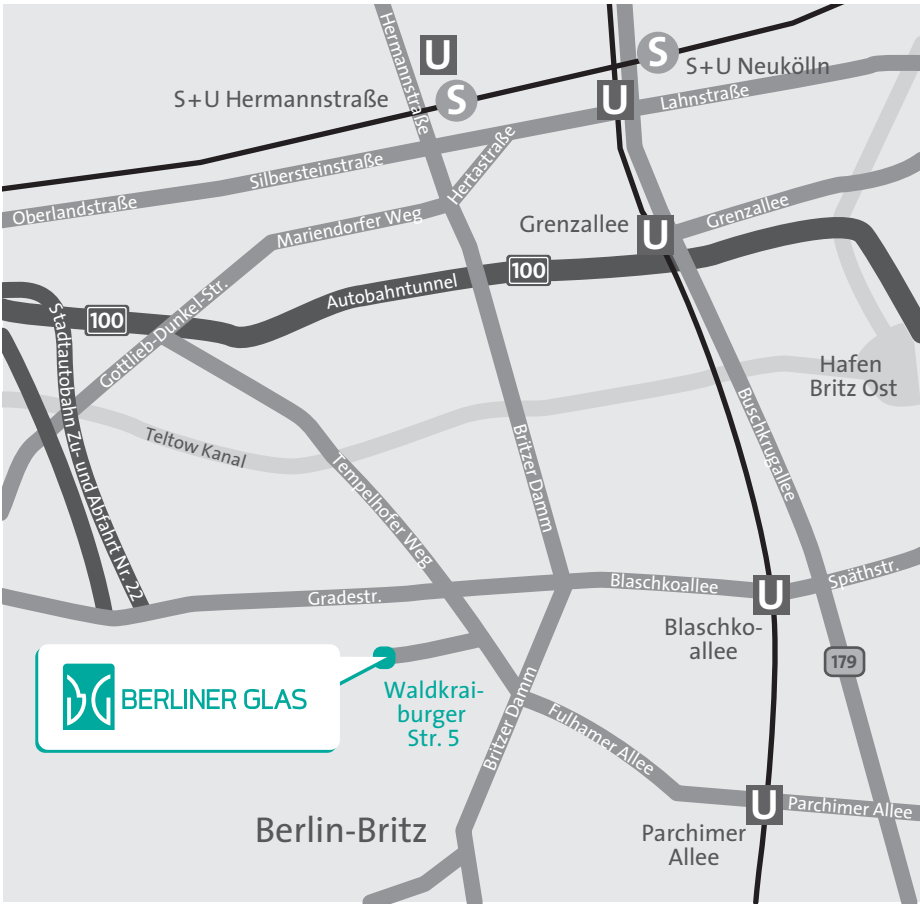 Hermannstraße
U
S
S+U Neukölln
S+U Hermannstraße
S
U
Lahnstraße
Silbersteinstraße
Hertastraße
Oberlandstraße
Mariendorfer Weg
Grenzallee
U
Grenzallee
100
Autobahntunnel
100
Gottlieb-Dunkel-Str.
Stadtautobahn Zu- und Abfahrt Nr. 22
Hafen
Britz Ost
Teltow Kanal
Buschkrugallee
Britzer Damm
Tempelhofer Weg
Gradestr.
Blaschkoallee
U
Späthstr.
Blaschko-
allee
179
BERLINER GLAS
Waldkrai-
burger
Str. 5
Britzer Damm
Fulhamer Allee
U
Parchimer Allee
Berlin-Britz
Parchimer
Allee